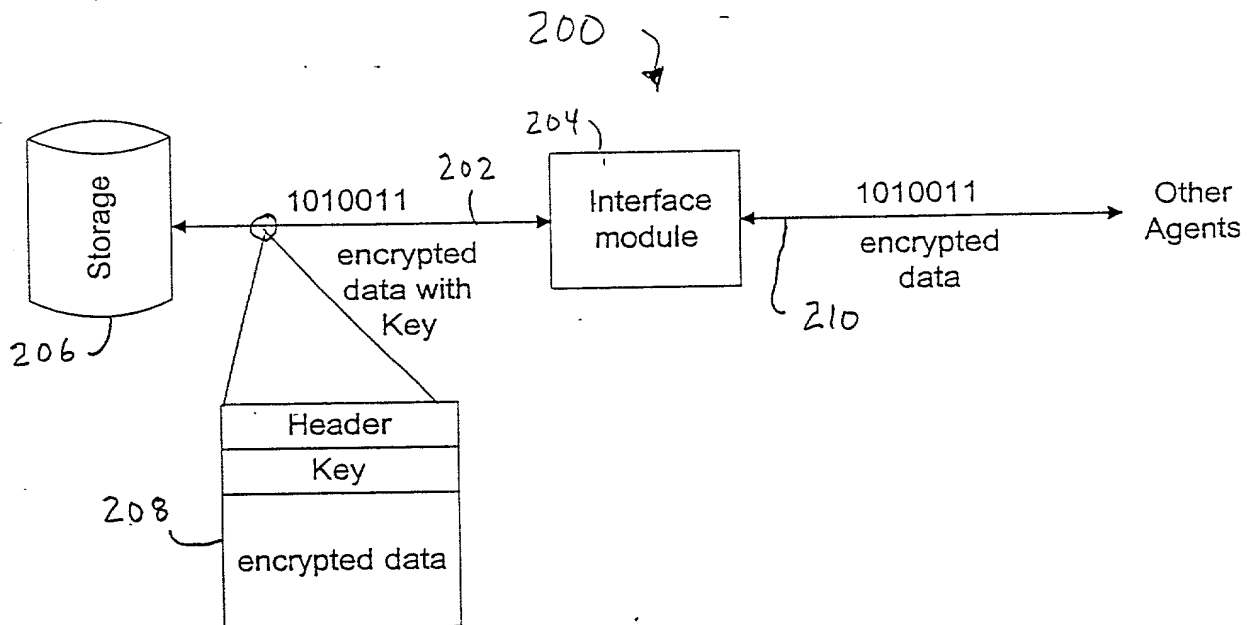 200
204
202
1010011
1010011
Storage
Interface
module
Other
Agents
encrypted
data with
Key
encrypted
data
210
206
Header
Key
208
encrypted data